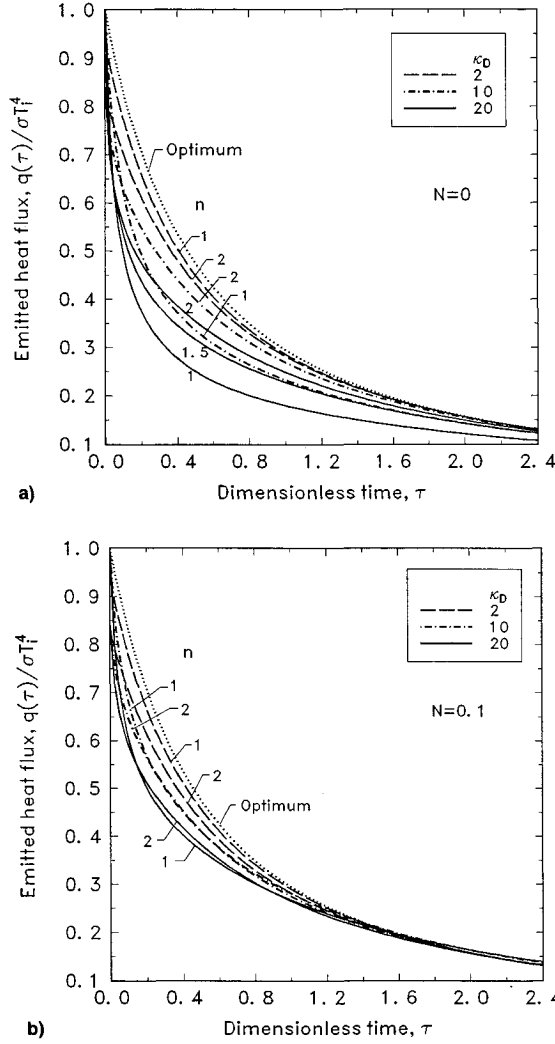 1.0
0.9
0.8
0.7
0.6
0.5
0.4
0.3
0.2
0.1
Emitted heat flux, q(τ)/σT_i^4
κ_D
2
10
20
Optimum
N=0
n
1
2
2
2
1
1.5
1
0.0 0.4 0.8 1.2 1.6 2.0 2.4
a)
Dimensionless time, τ
1.0
0.9
0.8
0.7
0.6
0.5
0.4
0.3
0.2
0.1
Emitted heat flux, q(τ)/σT_i^4
κ_D
2
10
20
n
N=0.1
1
2
1
2
Optimum
2
1
0.0 0.4 0.8 1.2 1.6 2.0 2.4
b)
Dimensionless time, τ